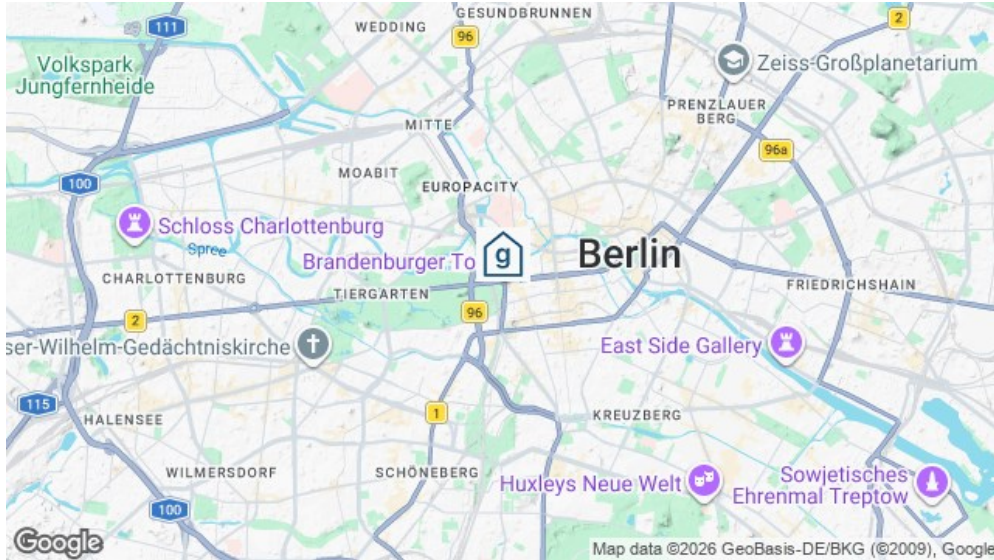 GESUNDBRUNNEN
111
WEDDING
2
96
Volkspark
Jungfernheide
Zeiss-Großplanetarium
PRENZLAUER
BERG
MITTE
96a
MOABIT
100
EUROPACITY
Schloss Charlottenburg
Spree
Berlin
g
Brandenburger To
CHARLOTTENBURG
FRIEDRICHSHAIN
TIERGARTEN
96
2
ser-Wilhelm-Gedächtniskirche
East Side Gallery
115
1
HALENSEE
KREUZBERG
WILMERSDORF
SCHÖNEBERG
Huxleys Neue Welt
Sowjetisches
Ehrenmal Treptow
100
Google
Map data ©2026 GeoBasis-DE/BKG (©2009), Google